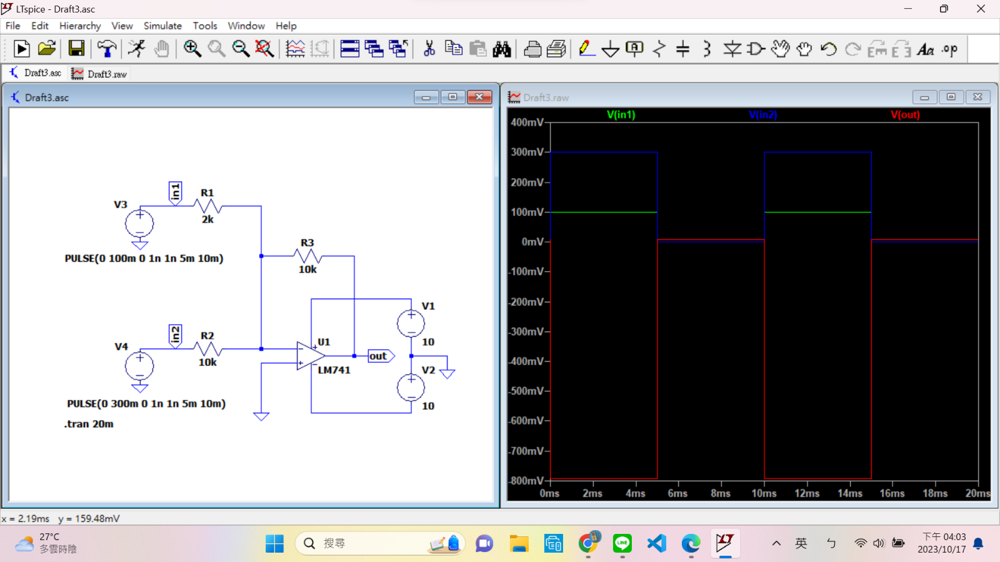 LTspice - Draft3.asc
File Edit Hierarchy View Simulate Tools Window Help
A Aa .op
Draft3.asc Draft3.raw
Draft3.asc
in1
R1
V3
2k
PULSE(0 100m 0 1n 1n 5m 10m)
R3
10k
in2
R2
V4
10k
PULSE(0 300m 0 1n 1n 5m 10m)
.tran 20m
U1
LM741
out
V1
10
V2
10
Draft3.raw
V(in1) V(in2) V(out)
400mV
300mV
200mV
100mV
0mV
-100mV
-200mV
-300mV
-400mV
-500mV
-600mV
-700mV
-800mV
0ms 2ms 4ms 6ms 8ms 10ms 12ms 14ms 16ms 18ms 20ms
x = 2.19ms y = 159.48mV
27°C
多雲時陰
搜尋
LINE
英 ㄅ
下午 04:03
2023/10/17